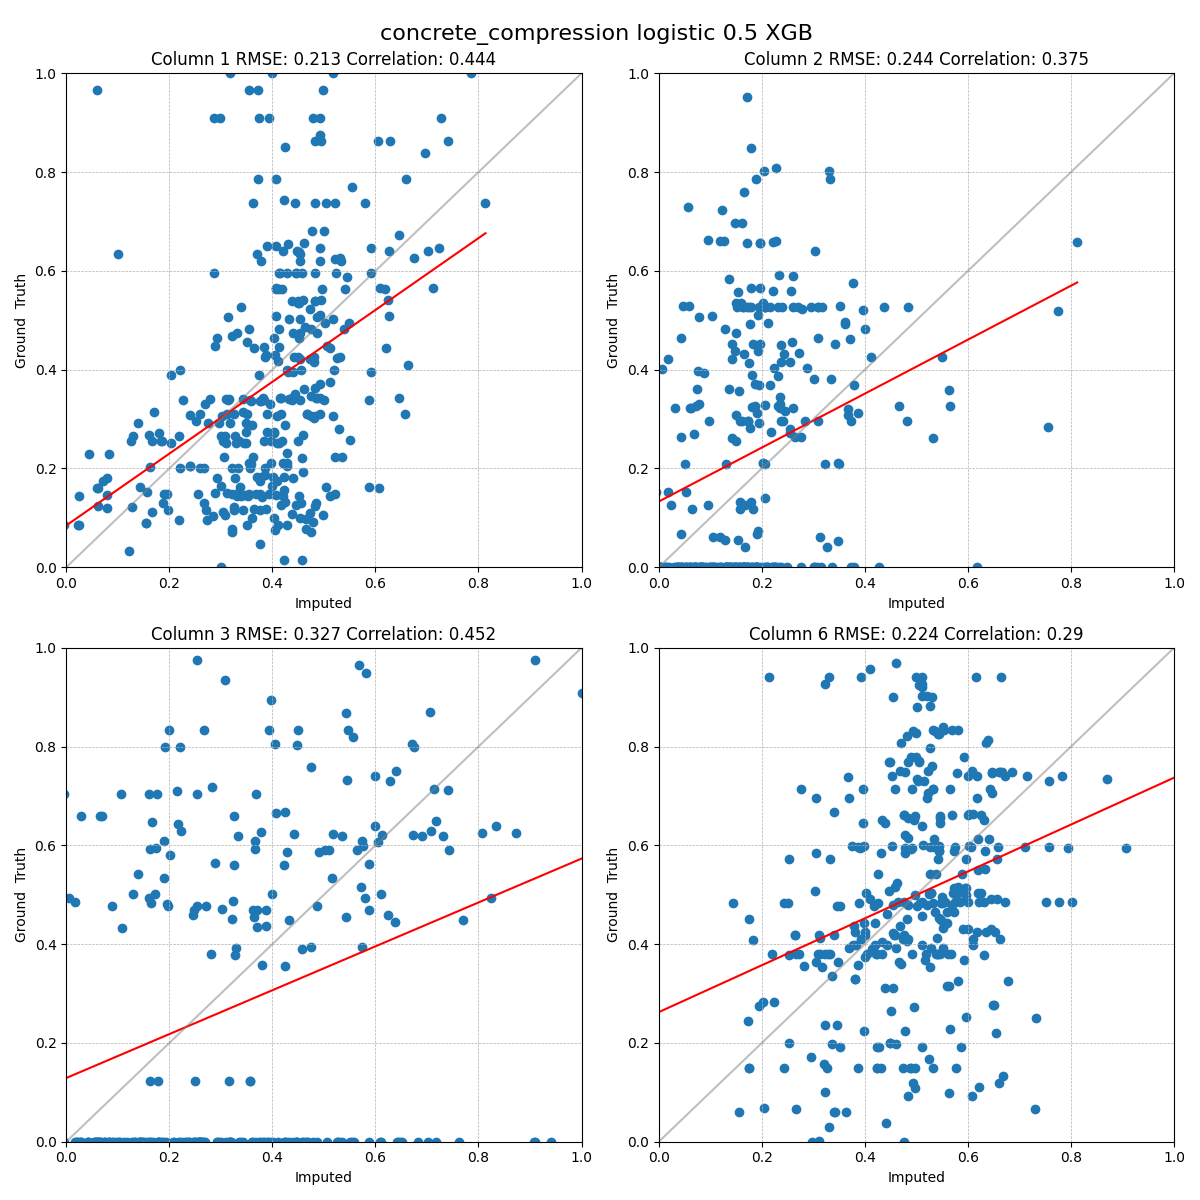 concrete_compression logistic 0.5 XGB
Column 1 RMSE: 0.213 Correlation: 0.444
Column 2 RMSE: 0.244 Correlation: 0.375
1.0
0.8
0.6
0.4
0.2
0.0
Ground Truth
0.0 0.2 0.4 0.6 0.8 1.0
Imputed
1.0
0.8
0.6
0.4
0.2
0.0
Ground Truth
0.0 0.2 0.4 0.6 0.8 1.0
Imputed
Column 3 RMSE: 0.327 Correlation: 0.452
Column 6 RMSE: 0.224 Correlation: 0.29
1.0
0.8
0.6
0.4
0.2
0.0
Ground Truth
0.0 0.2 0.4 0.6 0.8 1.0
Imputed
1.0
0.8
0.6
0.4
0.2
0.0
Ground Truth
0.0 0.2 0.4 0.6 0.8 1.0
Imputed